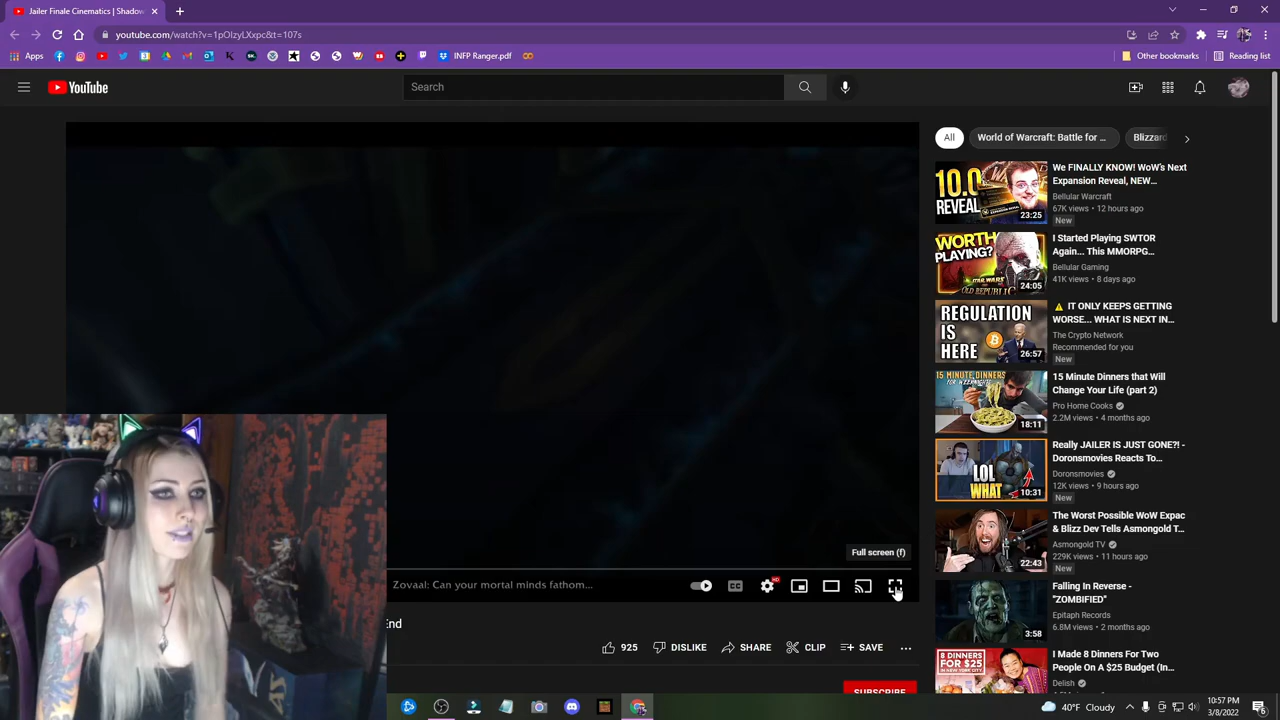 Jailer Finale Cinematics | Shadow
youtube.com/watch?v=1pOlzyLXxpc&t=107s
Apps
INFP Ranger.pdf
Other bookmarks
Reading list
YouTube
Search
All
World of Warcraft: Battle for ...
Blizzard
10.0
REVEAL
23:25
We FINALLY KNOW! WoW's Next
Expansion Reveal, NEW...
Bellular Warcraft
67K views • 12 hours ago
New
WORTH
PLAYING?
STAR WARS
OLD REPUBLIC
24:05
I Started Playing SWTOR
Again... This MMORPG...
Bellular Gaming
41K views • 8 days ago
REGULATION
IS
HERE
26:57
⚠ IT ONLY KEEPS GETTING
WORSE... WHAT IS NEXT IN...
The Crypto Network
Recommended for you
New
15 MINUTE DINNERS
FOR WEEKNIGHTS
18:11
15 Minute Dinners that Will
Change Your Life (part 2)
Pro Home Cooks
2.2M views • 4 months ago
LOL
WHAT
10:31
Really JAILER IS JUST GONE?! -
Doronsmovies Reacts To...
Doronsmovies
12K views • 9 hours ago
New
22:43
The Worst Possible WoW Expac
& Blizz Dev Tells Asmongold T...
Asmongold TV
229K views • 11 hours ago
New
3:58
Falling In Reverse -
"ZOMBIFIED"
Epitaph Records
6.8M views • 2 months ago
8 DINNERS
FOR $25
I Made 8 Dinners For Two
People On A $25 Budget (In...
Delish
Full screen (f)
Zovaal: Can your mortal minds fathom...
CC
HD
End
925
DISLIKE
SHARE
CLIP
SAVE
SUBSCRIBE
40°F Cloudy
10:57 PM
3/8/2022
6